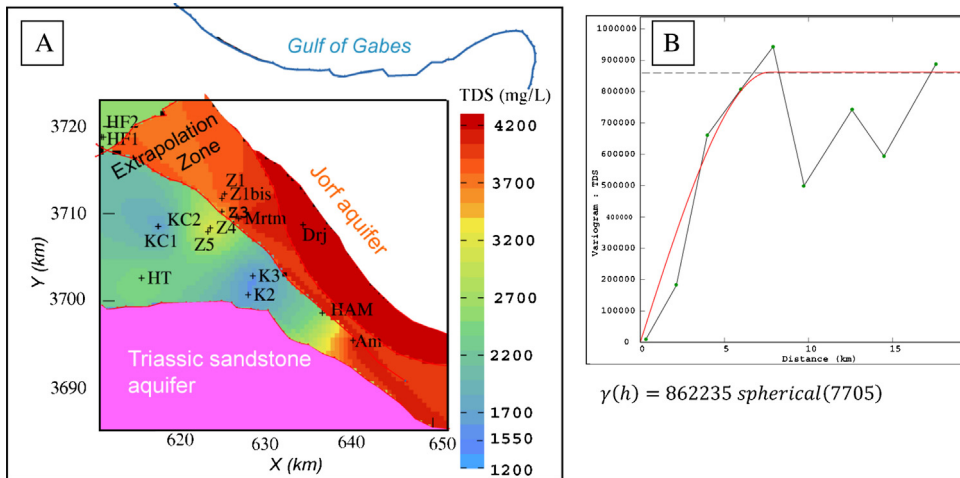 A
Gulf of Gabes
TDS (mg/L)
4200
3700
3200
2700
2200
1700
1550
1200
3720
3710
3700
3690
Y (km)
620
630
640
650
X (km)
HF2
HF1
Extrapolation
Zone
Z1
Z1bis
Z3
Mrtm
Z4
Z5
KC2
KC1
HT
K3
K2
Drj
HAM
Am
Jorf aquifer
Triassic sandstone
aquifer
B
Variogram : TDS
1000000
900000
800000
700000
600000
500000
400000
300000
200000
100000
0
0
5
10
15
Distance (km)
γ(h) = 862235 spherical(7705)